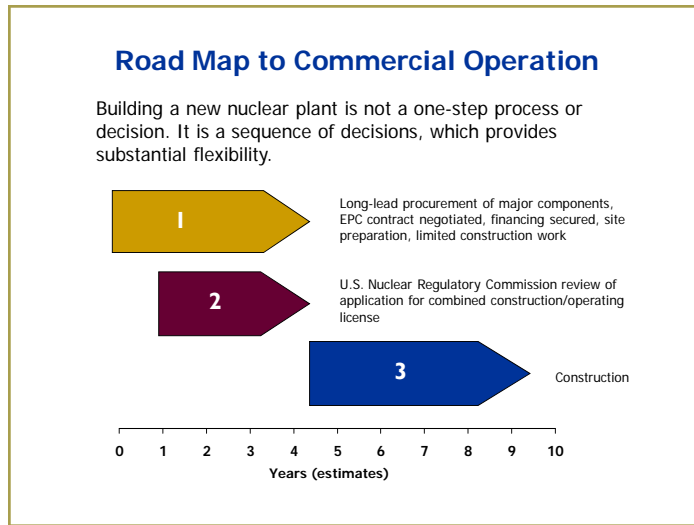 Road Map to Commercial Operation
Building a new nuclear plant is not a one-step process or
decision. It is a sequence of decisions, which provides
substantial flexibility.
1
Long-lead procurement of major components,
EPC contract negotiated, financing secured, site
preparation, limited construction work
2
U.S. Nuclear Regulatory Commission review of
application for combined construction/operating
license
3
Construction
0 1 2 3 4 5 6 7 8 9 10
Years (estimates)